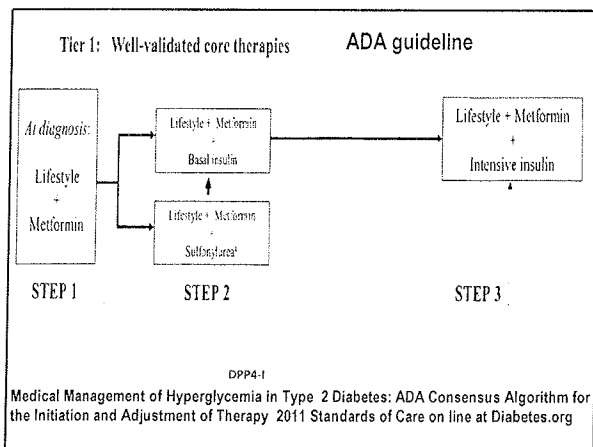 Tier 1: Well-validated core therapies
ADA guideline
At diagnosis:
Lifestyle
+
Metformin
STEP 1
Lifestyle + Metformin
+
Basal insulin
Lifestyle + Metformin
+
Sulfonylurea
STEP 2
Lifestyle + Metformin
+
Intensive insulin
STEP 3
Medical Management of Hyperglycemia in Type 2 Diabetes: ADA Consensus Algorithm for
the Initiation and Adjustment of Therapy 2011 Standards of Care on line at Diabetes.org